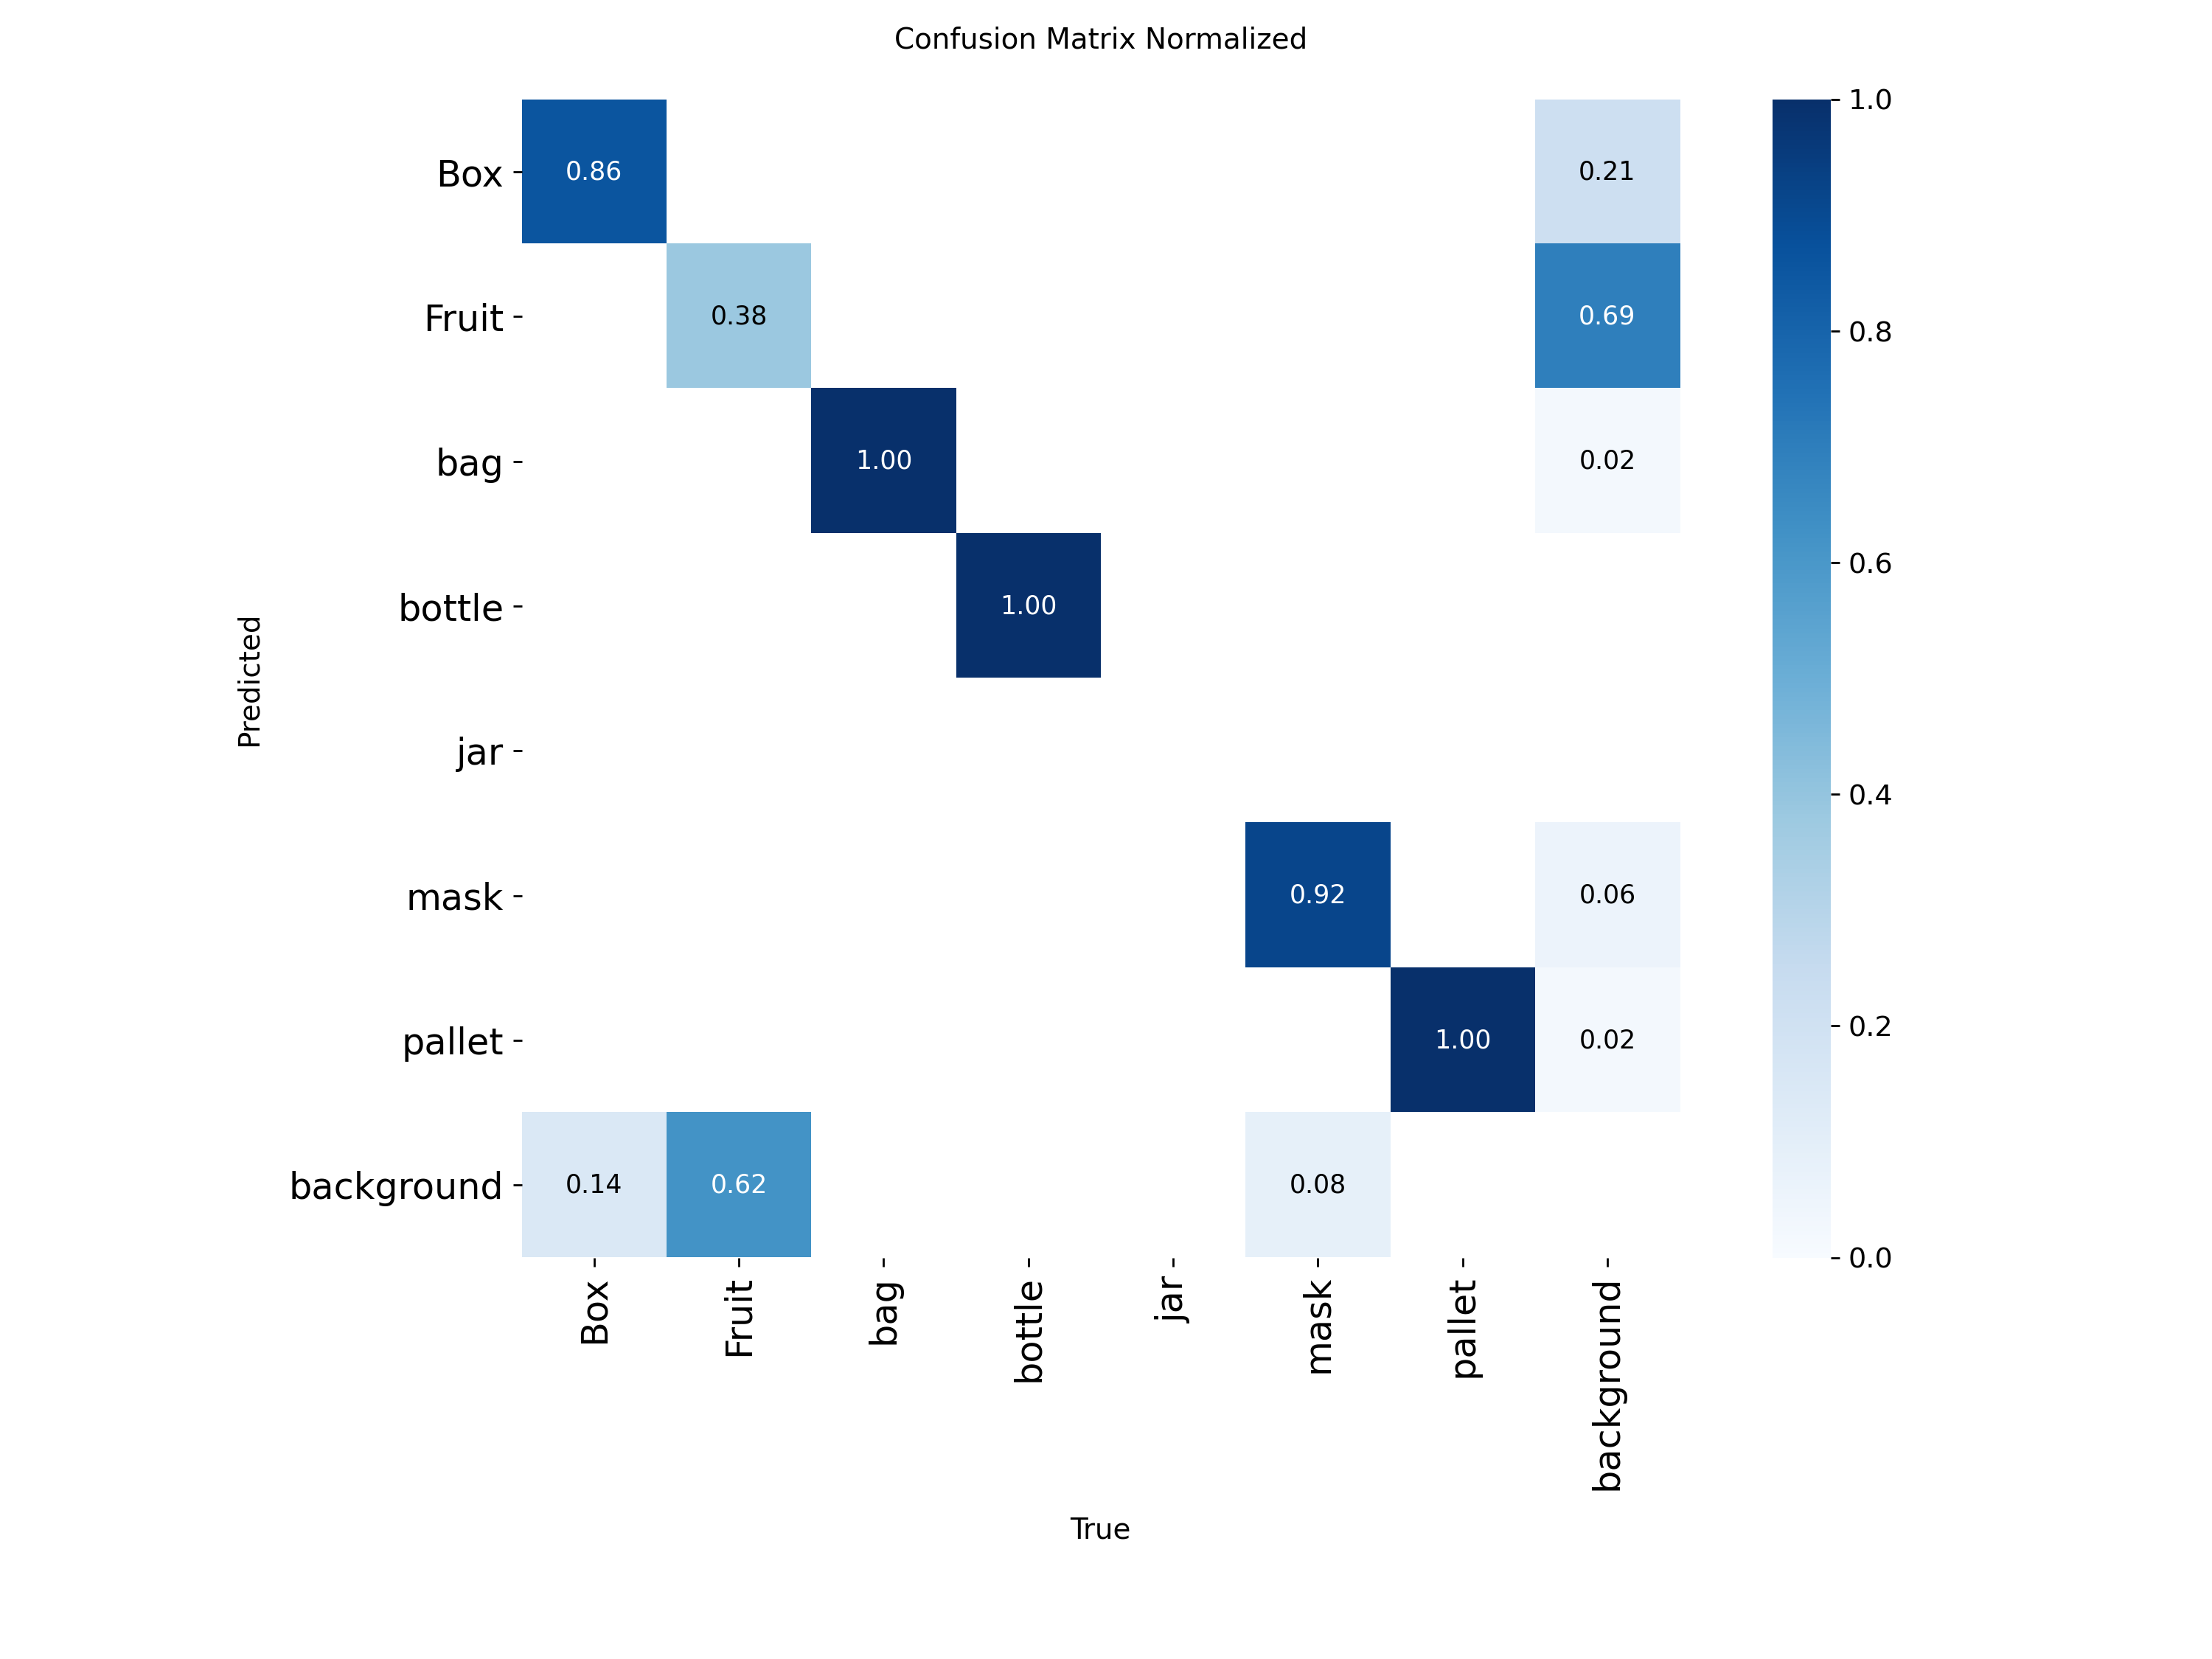 Confusion Matrix Normalized
Box 0.86 0.21
Fruit 0.38 0.69
bag 1.00 0.02
bottle 1.00
jar
mask 0.92 0.06
pallet 1.00 0.02
background 0.14 0.62 0.08
Box Fruit bag bottle jar mask pallet background
True
Predicted
1.0
0.8
0.6
0.4
0.2
0.0